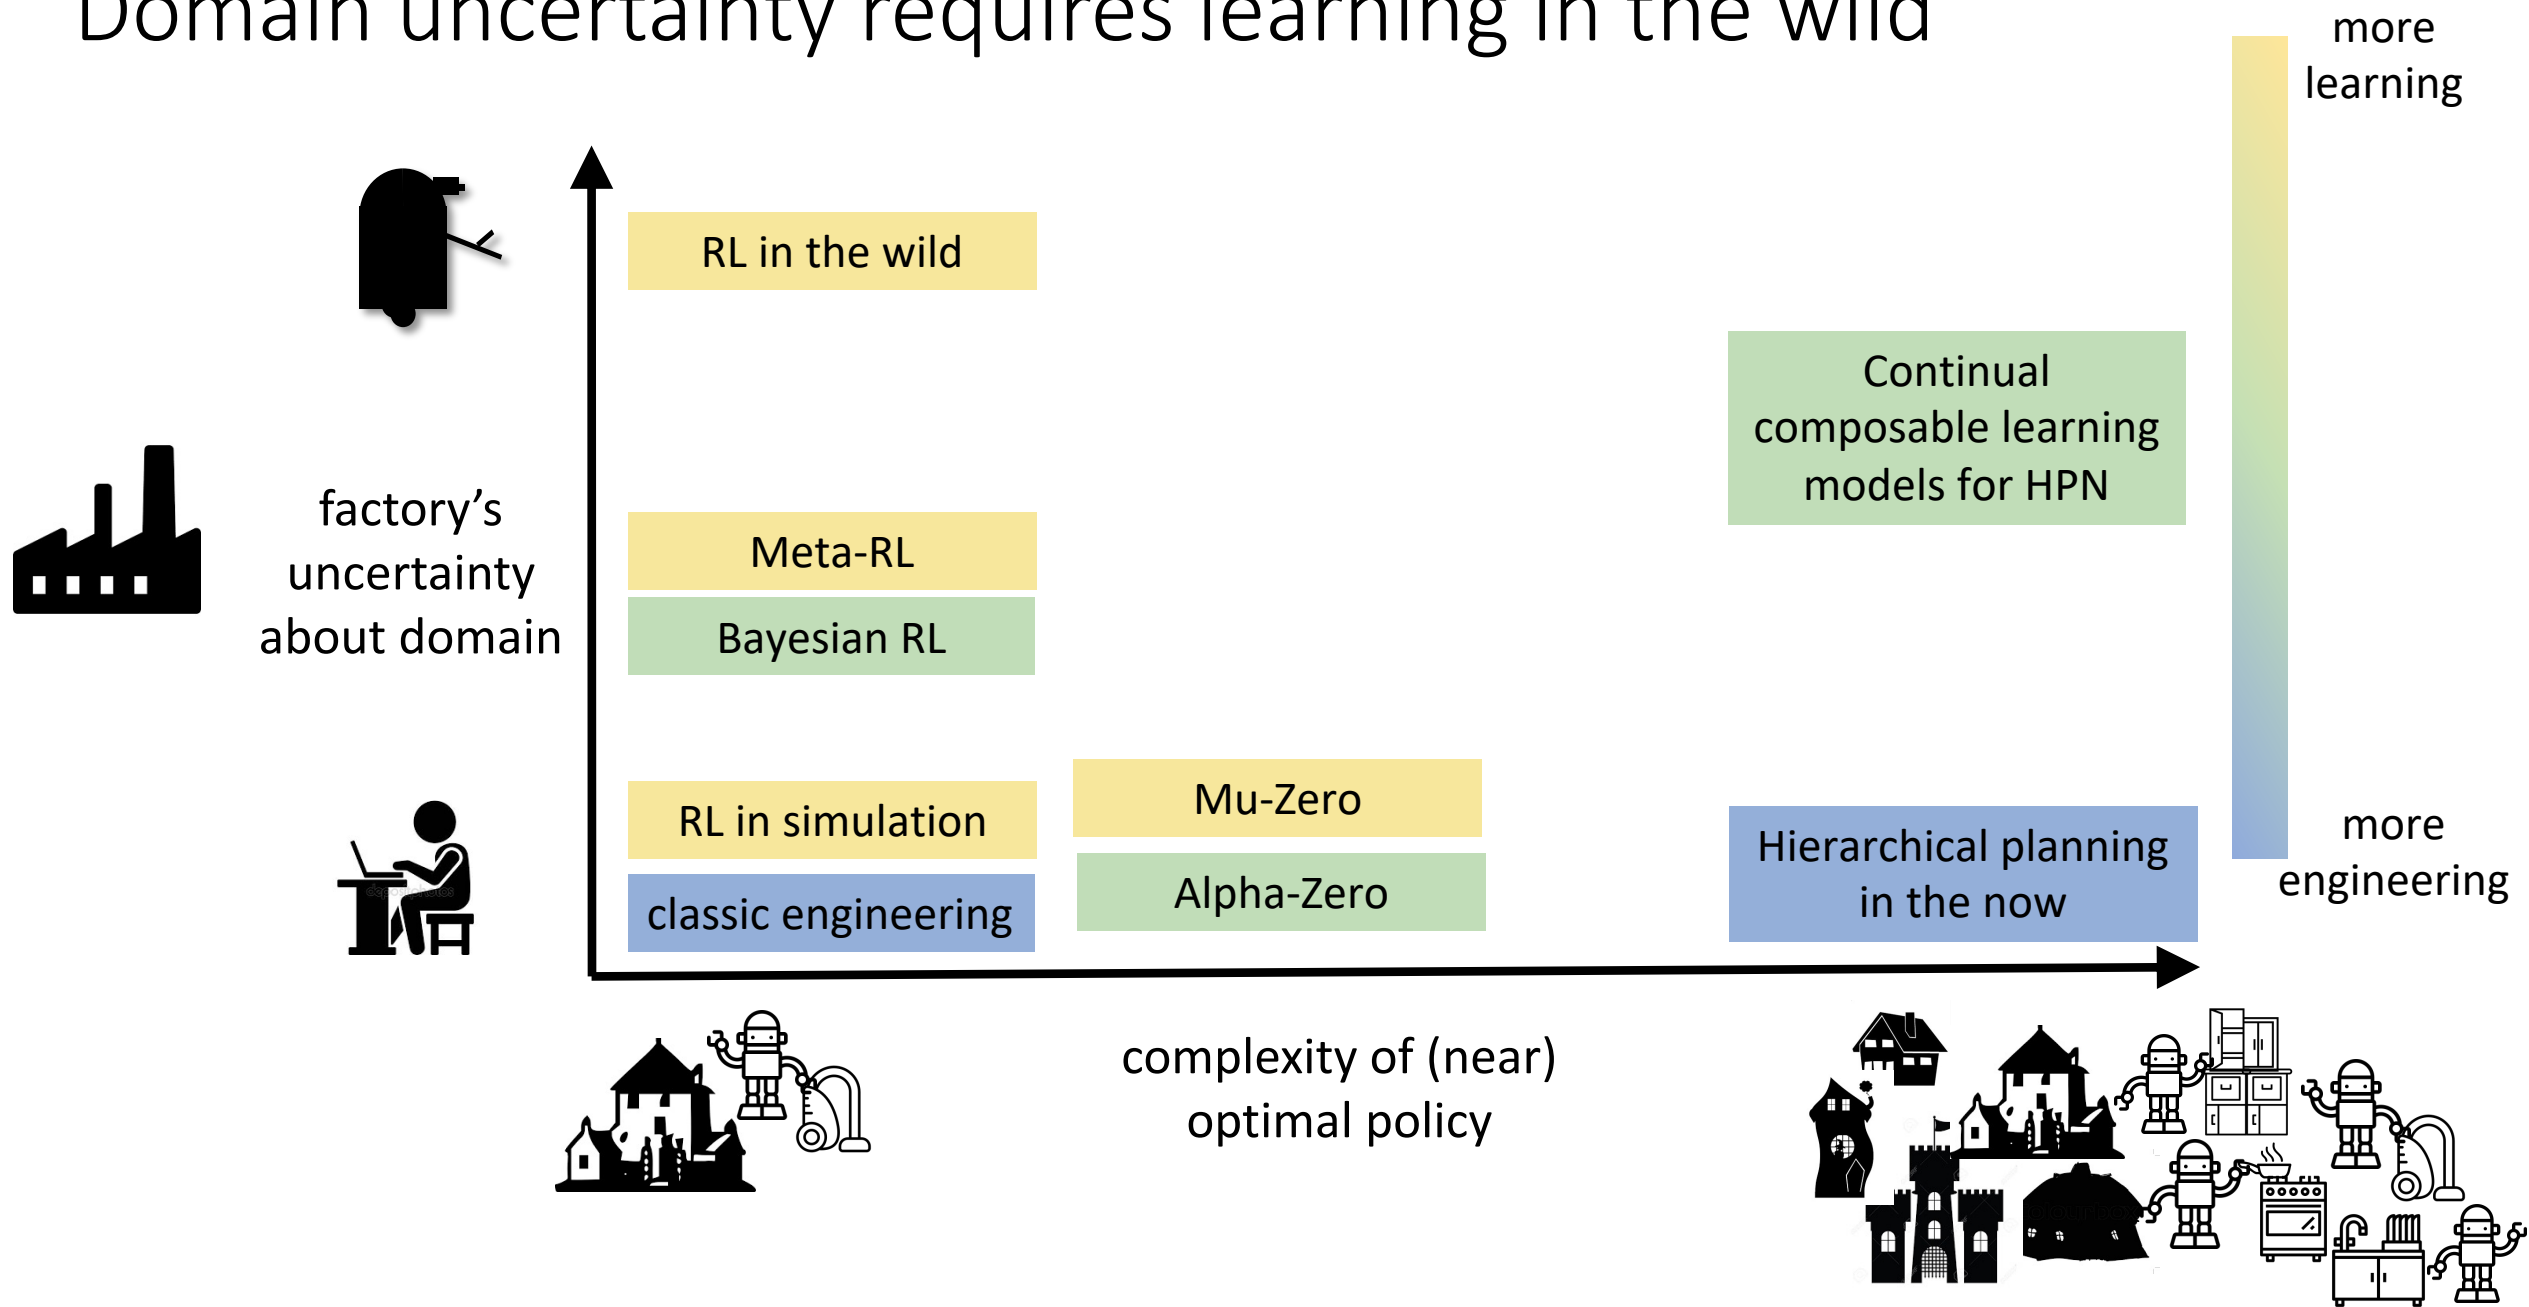 Domain uncertainty requires learning in the wild
more
learning
RL in the wild
Continual
composable learning
models for HPN
factory’s
uncertainty
about domain
Meta-RL
Bayesian RL
RL in simulation
classic engineering
Mu-Zero
Alpha-Zero
Hierarchical planning
in the now
more
engineering
depositphotos
complexity of (near)
optimal policy